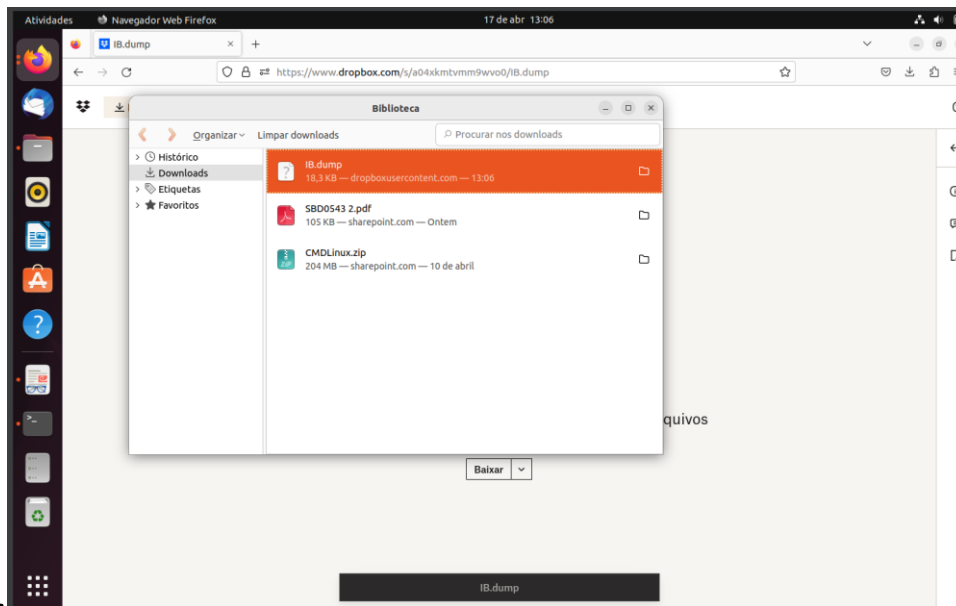 Atividades Navegador Web Firefox 17 de abr 13:06
IB.dump
https://www.dropbox.com/s/a04xkmtvmm9wvo0/IB.dump
Biblioteca
Organizar Limpar downloads Procurar nos downloads
Histórico
Downloads
Etiquetas
Favoritos
IB.dump
18,3 KB — dropboxusercontent.com — 13:06
SBD0543 2.pdf
105 KB — sharepoint.com — Ontem
CMDLinux.zip
204 MB — sharepoint.com — 10 de abril
quivos
Baixar
IB.dump